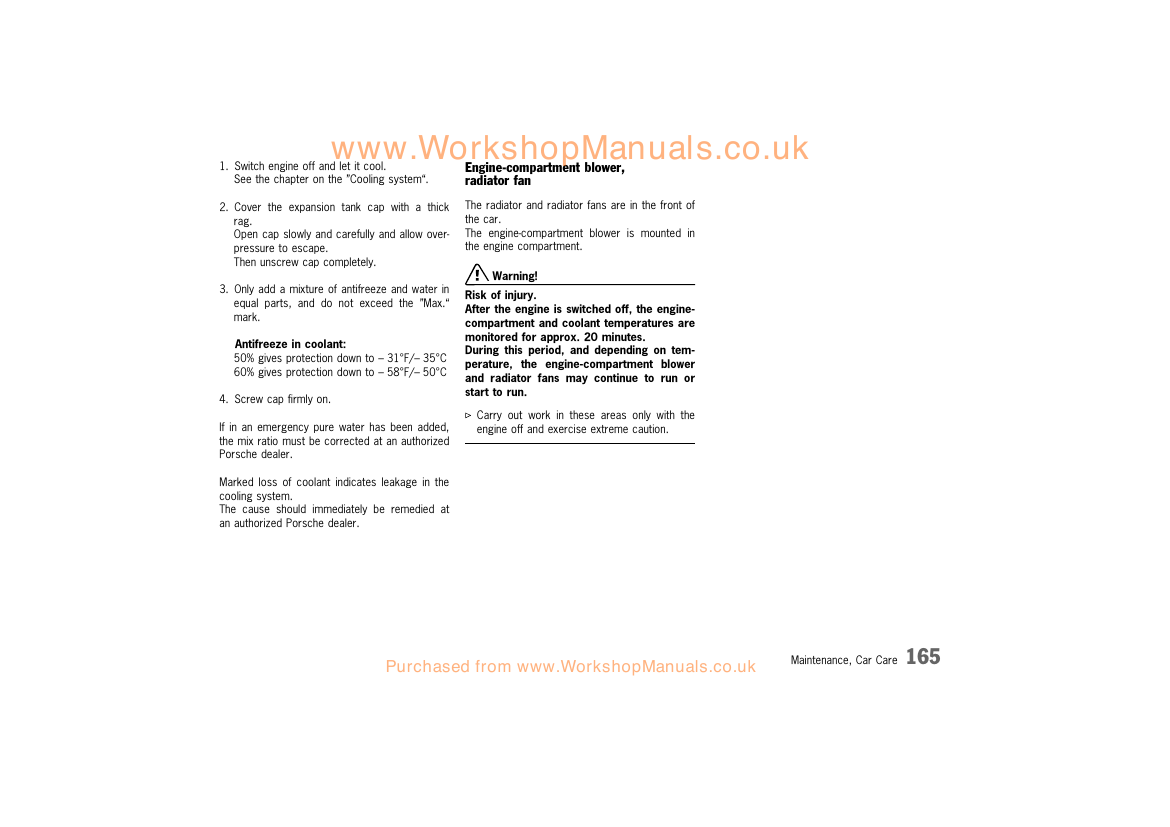 www.WorkshopManuals.co.uk
1. Switch engine off and let it cool.
See the chapter on the ″Cooling system“.
2. Cover the expansion tank cap with a thick
rag.
Open cap slowly and carefully and allow over-
pressure to escape.
Then unscrew cap completely.
3. Only add a mixture of antifreeze and water in
equal parts, and do not exceed the ″Max.“
mark.
Antifreeze in coolant:
50% gives protection down to – 31°F/– 35°C
60% gives protection down to – 58°F/– 50°C
4. Screw cap firmly on.
If in an emergency pure water has been added,
the mix ratio must be corrected at an authorized
Porsche dealer.
Marked loss of coolant indicates leakage in the
cooling system.
The cause should immediately be remedied at
an authorized Porsche dealer.
Engine-compartment blower,
radiator fan
The radiator and radiator fans are in the front of
the car.
The engine-compartment blower is mounted in
the engine compartment.
Warning!
Risk of injury.
After the engine is switched off, the engine-
compartment and coolant temperatures are
monitored for approx. 20 minutes.
During this period, and depending on tem-
perature, the engine-compartment blower
and radiator fans may continue to run or
start to run.
▷ Carry out work in these areas only with the
engine off and exercise extreme caution.
Maintenance, Car Care 165
Purchased from www.WorkshopManuals.co.uk